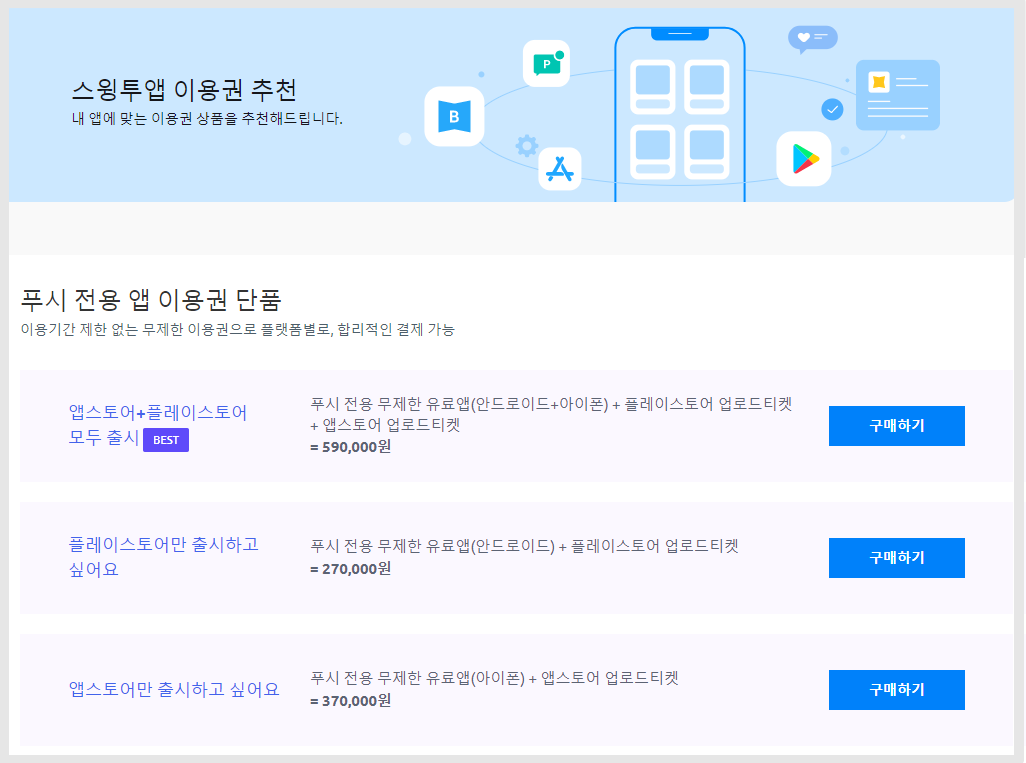 스윙투앱 이용권 추천
내 앱에 맞는 이용권 상품을 추천해드립니다.
P
B
푸시 전용 앱 이용권 단품
이용기간 제한 없는 무제한 이용권으로 플랫폼별로, 합리적인 결제 가능
앱스토어+플레이스토어
모두 출시 BEST
푸시 전용 무제한 유료앱(안드로이드+아이폰) + 플레이스토어 업로드티켓
+ 앱스토어 업로드티켓
= 590,000원
구매하기
플레이스토어만 출시하고
싶어요
푸시 전용 무제한 유료앱(안드로이드) + 플레이스토어 업로드티켓
= 270,000원
구매하기
앱스토어만 출시하고 싶어요
푸시 전용 무제한 유료앱(아이폰) + 앱스토어 업로드티켓
= 370,000원
구매하기